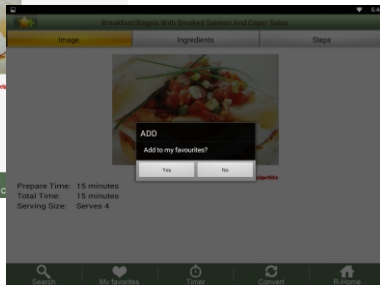 Breakfast/Bagels With Smoked Salmon And Caper Salsa
Image
Ingredients
Steps
ADD
Add to my favourites?
Yes
No
Prepare Time: 15 minutes
Total Time: 15 minutes
Serving Size: Serves 4
Search
My favorites
Timer
Convert
R-Home